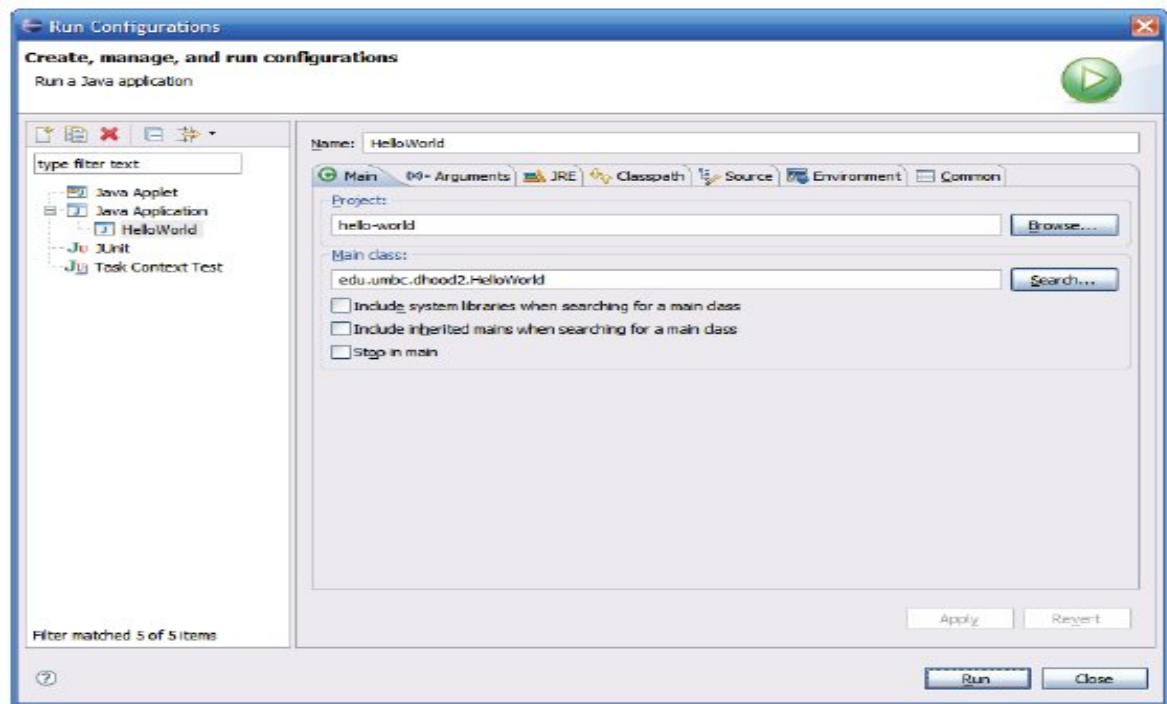 Run Configurations
Create, manage, and run configurations
Run a Java application
type filter text
Java Applet
Java Application
HelloWorld
JUnit
Task Context Test
Filter matched 5 of 5 items
Name: HelloWorld
Main (x)= Arguments JRE Classpath Source Environment Common
Project:
hello-world Browse...
Main class:
edu.umbc.dhood2.HelloWorld Search...
Include system libraries when searching for a main class
Include inherited mains when searching for a main class
Stop in main
Apply Revert
Run Close